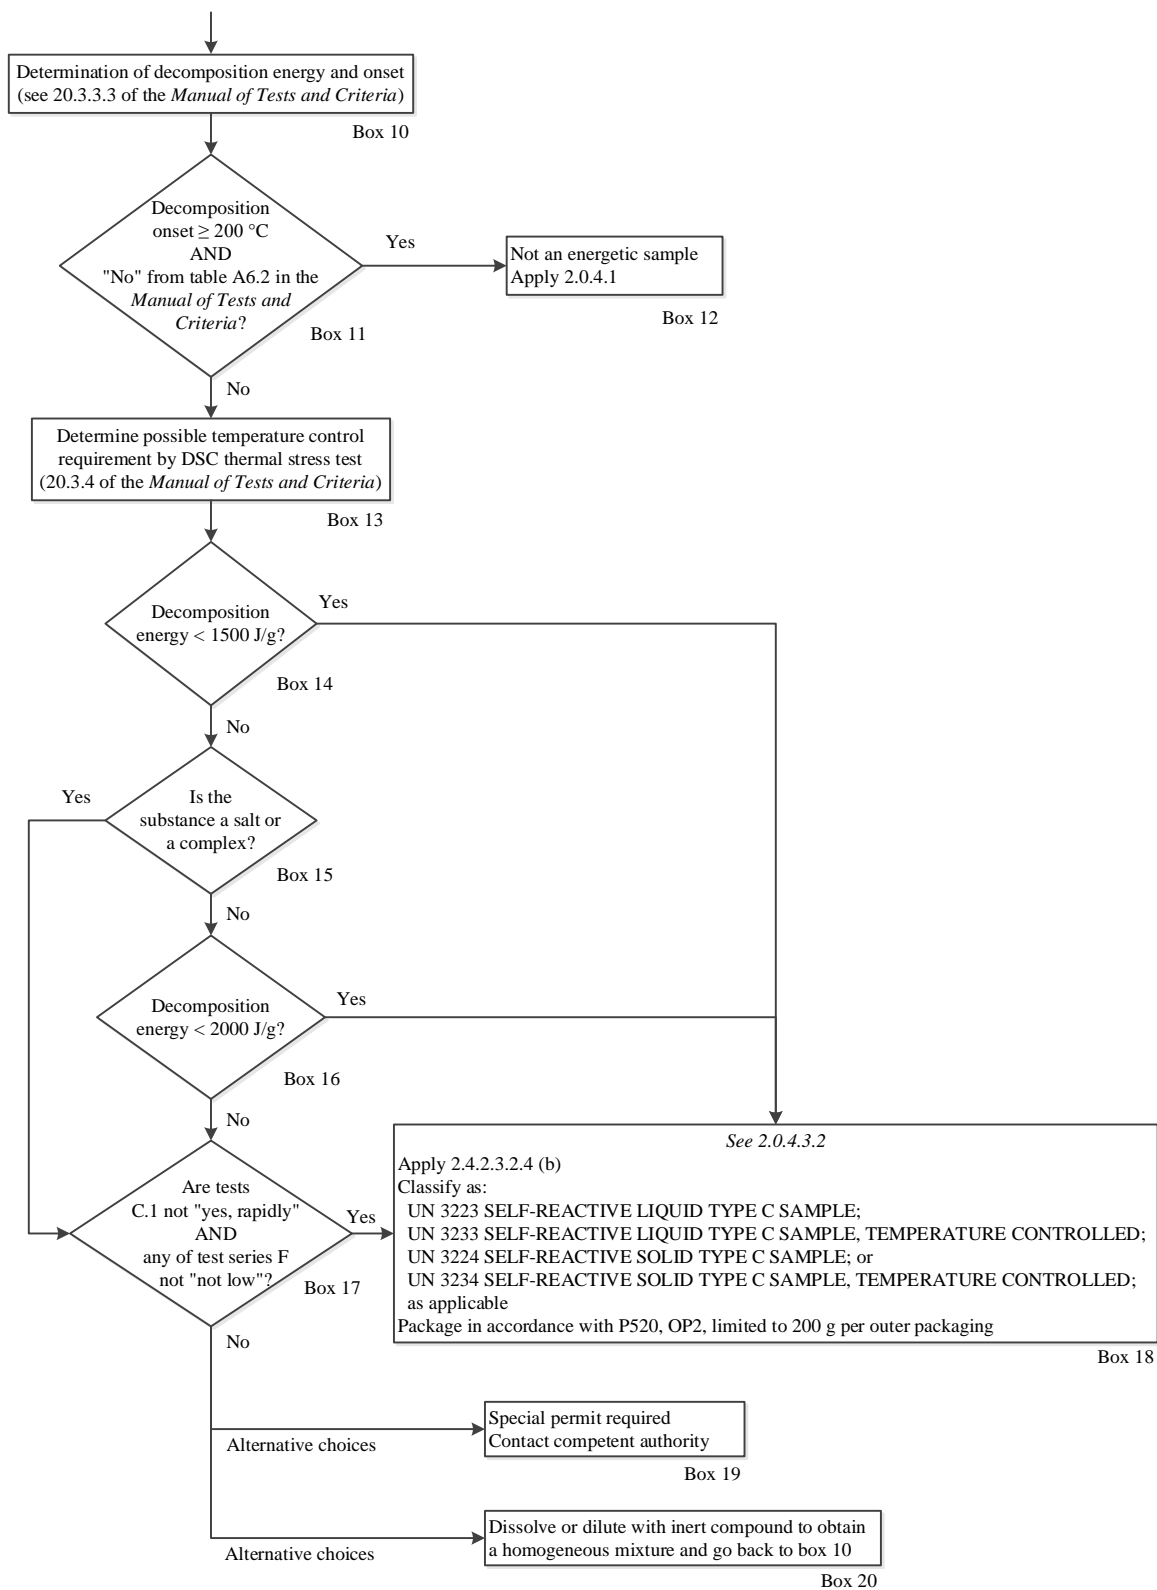 Determination of decomposition energy and onset
(see 20.3.3.3 of the Manual of Tests and Criteria)
Box 10
Decomposition
onset ≥ 200 °C
AND
"No" from table A6.2 in the
Manual of Tests and
Criteria?
Box 11
Yes
Not an energetic sample
Apply 2.0.4.1
Box 12
No
Determine possible temperature control
requirement by DSC thermal stress test
(20.3.4 of the Manual of Tests and Criteria)
Box 13
Decomposition
energy < 1500 J/g?
Yes
Box 14
No
Is the
substance a salt or
a complex?
Yes
Box 15
No
Decomposition
energy < 2000 J/g?
Yes
Box 16
No
Are tests
C.1 not "yes, rapidly"
AND
any of test series F
not "not low"?
Yes
Box 17
See 2.0.4.3.2
Apply 2.4.2.3.2.4 (b)
Classify as:
UN 3223 SELF-REACTIVE LIQUID TYPE C SAMPLE;
UN 3233 SELF-REACTIVE LIQUID TYPE C SAMPLE, TEMPERATURE CONTROLLED;
UN 3224 SELF-REACTIVE SOLID TYPE C SAMPLE; or
UN 3234 SELF-REACTIVE SOLID TYPE C SAMPLE, TEMPERATURE CONTROLLED;
as applicable
Package in accordance with P520, OP2, limited to 200 g per outer packaging
Box 18
No
Alternative choices
Special permit required
Contact competent authority
Box 19
Alternative choices
Dissolve or dilute with inert compound to obtain
a homogeneous mixture and go back to box 10
Box 20